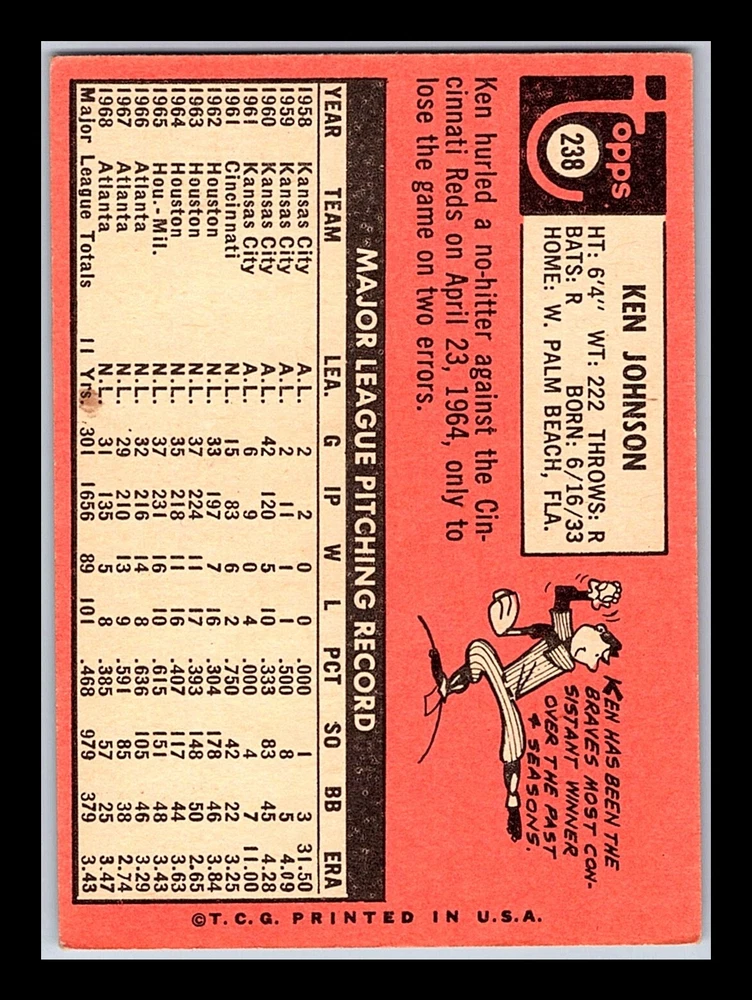 Topps
238
KEN JOHNSON
HT: 6'4" WT: 222 THROWS: R
BATS: R BORN: 6/16/33
HOME: W. PALM BEACH, FLA.
Ken hurled a no-hitter against the Cin-
cinnati Reds on April 23, 1964, only to
lose the game on two errors.
KEN HAS BEEN THE
BRAVES MOST CON-
SISTANT WINNER
OVER THE PAST
4 SEASONS.
MAJOR LEAGUE PITCHING RECORD
YEAR TEAM LEA. G IP W L PCT SO BB ERA
1958 Kansas City A.L. 2 2 0 0 .000 1 3 31.50
1959 Kansas City A.L. 2 11 1 1 .500 8 5 4.09
1960 Kansas City A.L. 42 120 5 10 .333 83 45 4.28
1961 Kansas City A.L. 6 9 0 4 .000 4 7 11.00
1961 Cincinnati N.L. 15 83 6 2 .750 42 22 3.25
1962 Houston N.L. 33 197 7 16 .304 178 46 3.84
1963 Houston N.L. 37 224 11 17 .393 148 50 2.65
1964 Houston N.L. 35 218 11 16 .407 117 44 3.63
1965 Hou.-Mil. N.L. 37 231 16 10 .615 151 48 3.43
1966 Atlanta N.L. 32 216 14 8 .636 105 46 3.29
1967 Atlanta N.L. 29 210 13 9 .591 85 38 2.74
1968 Atlanta N.L. 31 135 5 8 .385 57 25 3.47
Major League Totals 11 Yrs. 301 1656 89 101 .468 979 379 3.43
©T.C.G. PRINTED IN U.S.A.